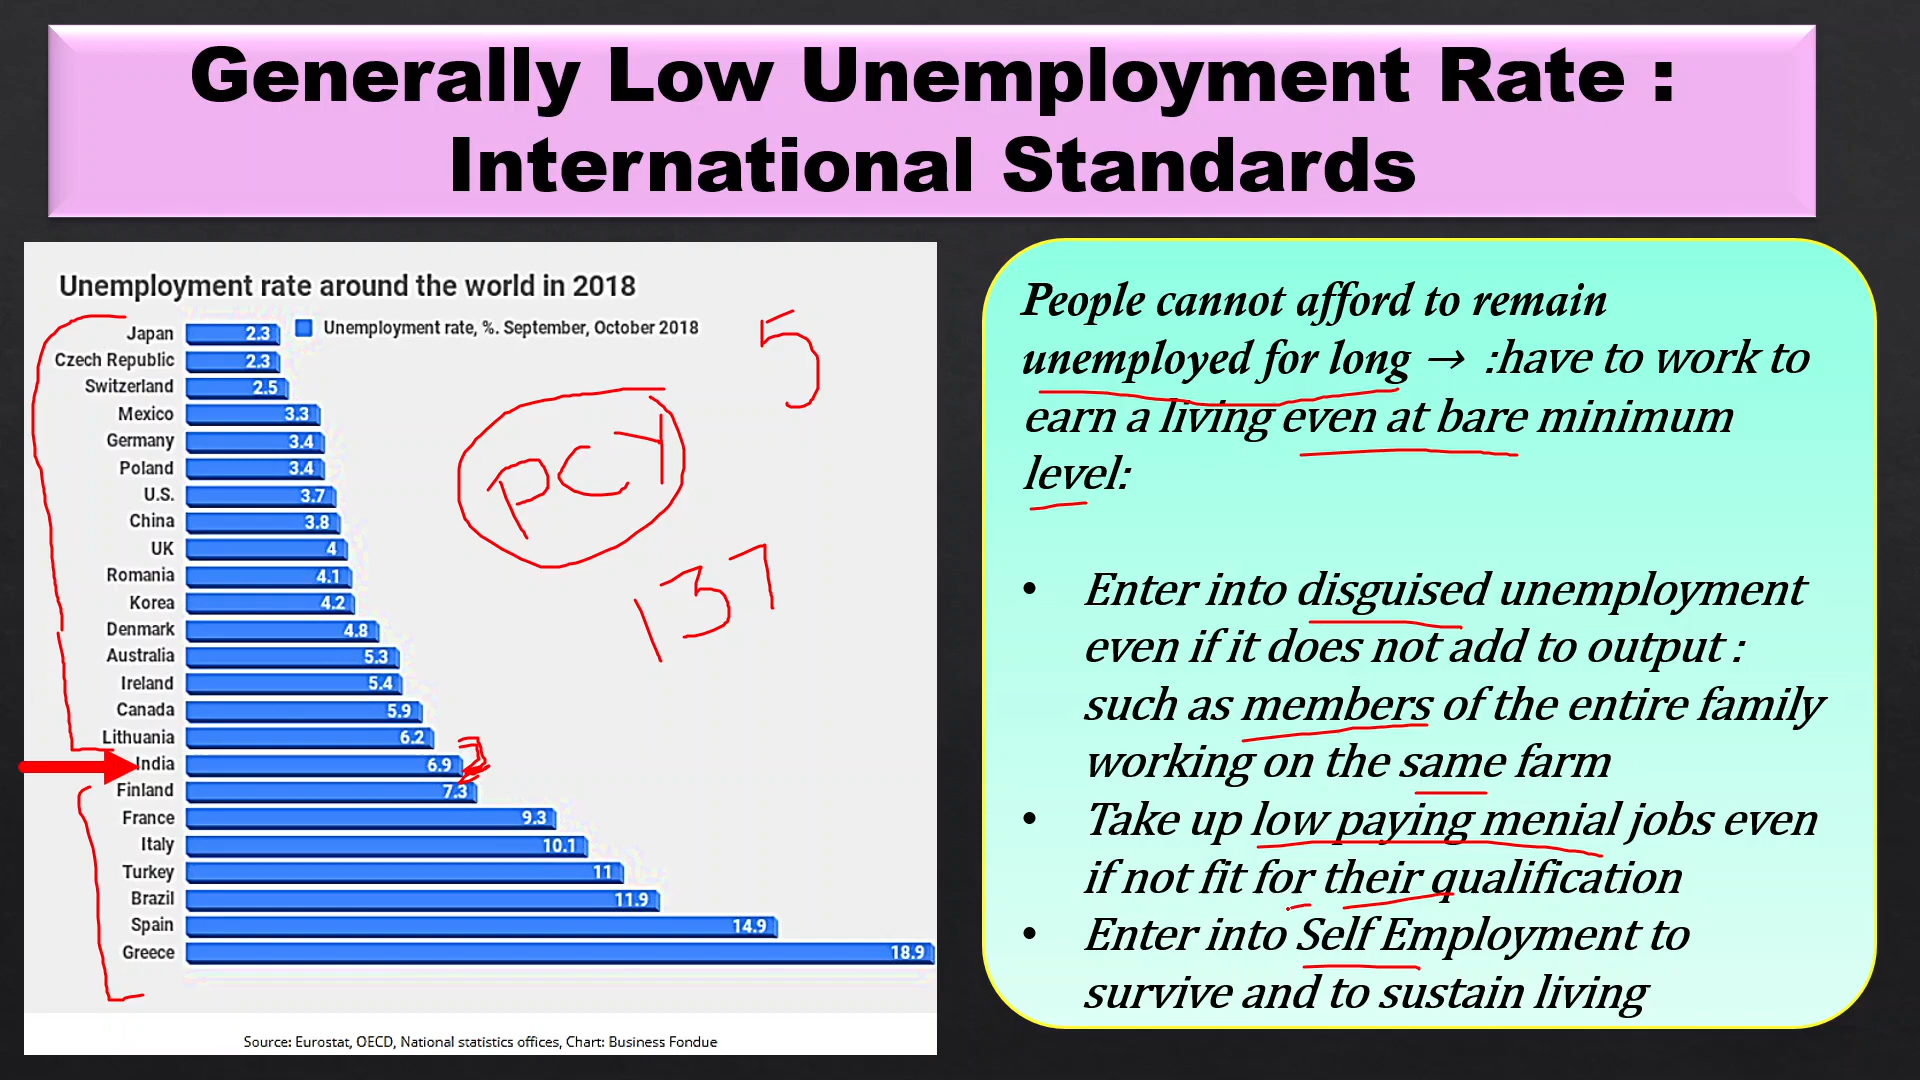 Generally Low Unemployment Rate :
International Standards
Unemployment rate around the world in 2018
Unemployment rate, %. September, October 2018
Japan 2.3
Czech Republic 2.3
Switzerland 2.5
Mexico 3.3
Germany 3.4
Poland 3.4
U.S. 3.7
China 3.8
UK 4
Romania 4.1
Korea 4.2
Denmark 4.8
Australia 5.3
Ireland 5.4
Canada 5.9
Lithuania 6.2
India 6.9
Finland 7.3
France 9.3
Italy 10.1
Turkey 11
Brazil 11.9
Spain 14.9
Greece 18.9
5
PCY
137
Source: Eurostat, OECD, National statistics offices, Chart: Business Fondue
People cannot afford to remain
unemployed for long → :have to work to
earn a living even at bare minimum
level:
• Enter into disguised unemployment
even if it does not add to output :
such as members of the entire family
working on the same farm
• Take up low paying menial jobs even
if not fit for their qualification
• Enter into Self Employment to
survive and to sustain living